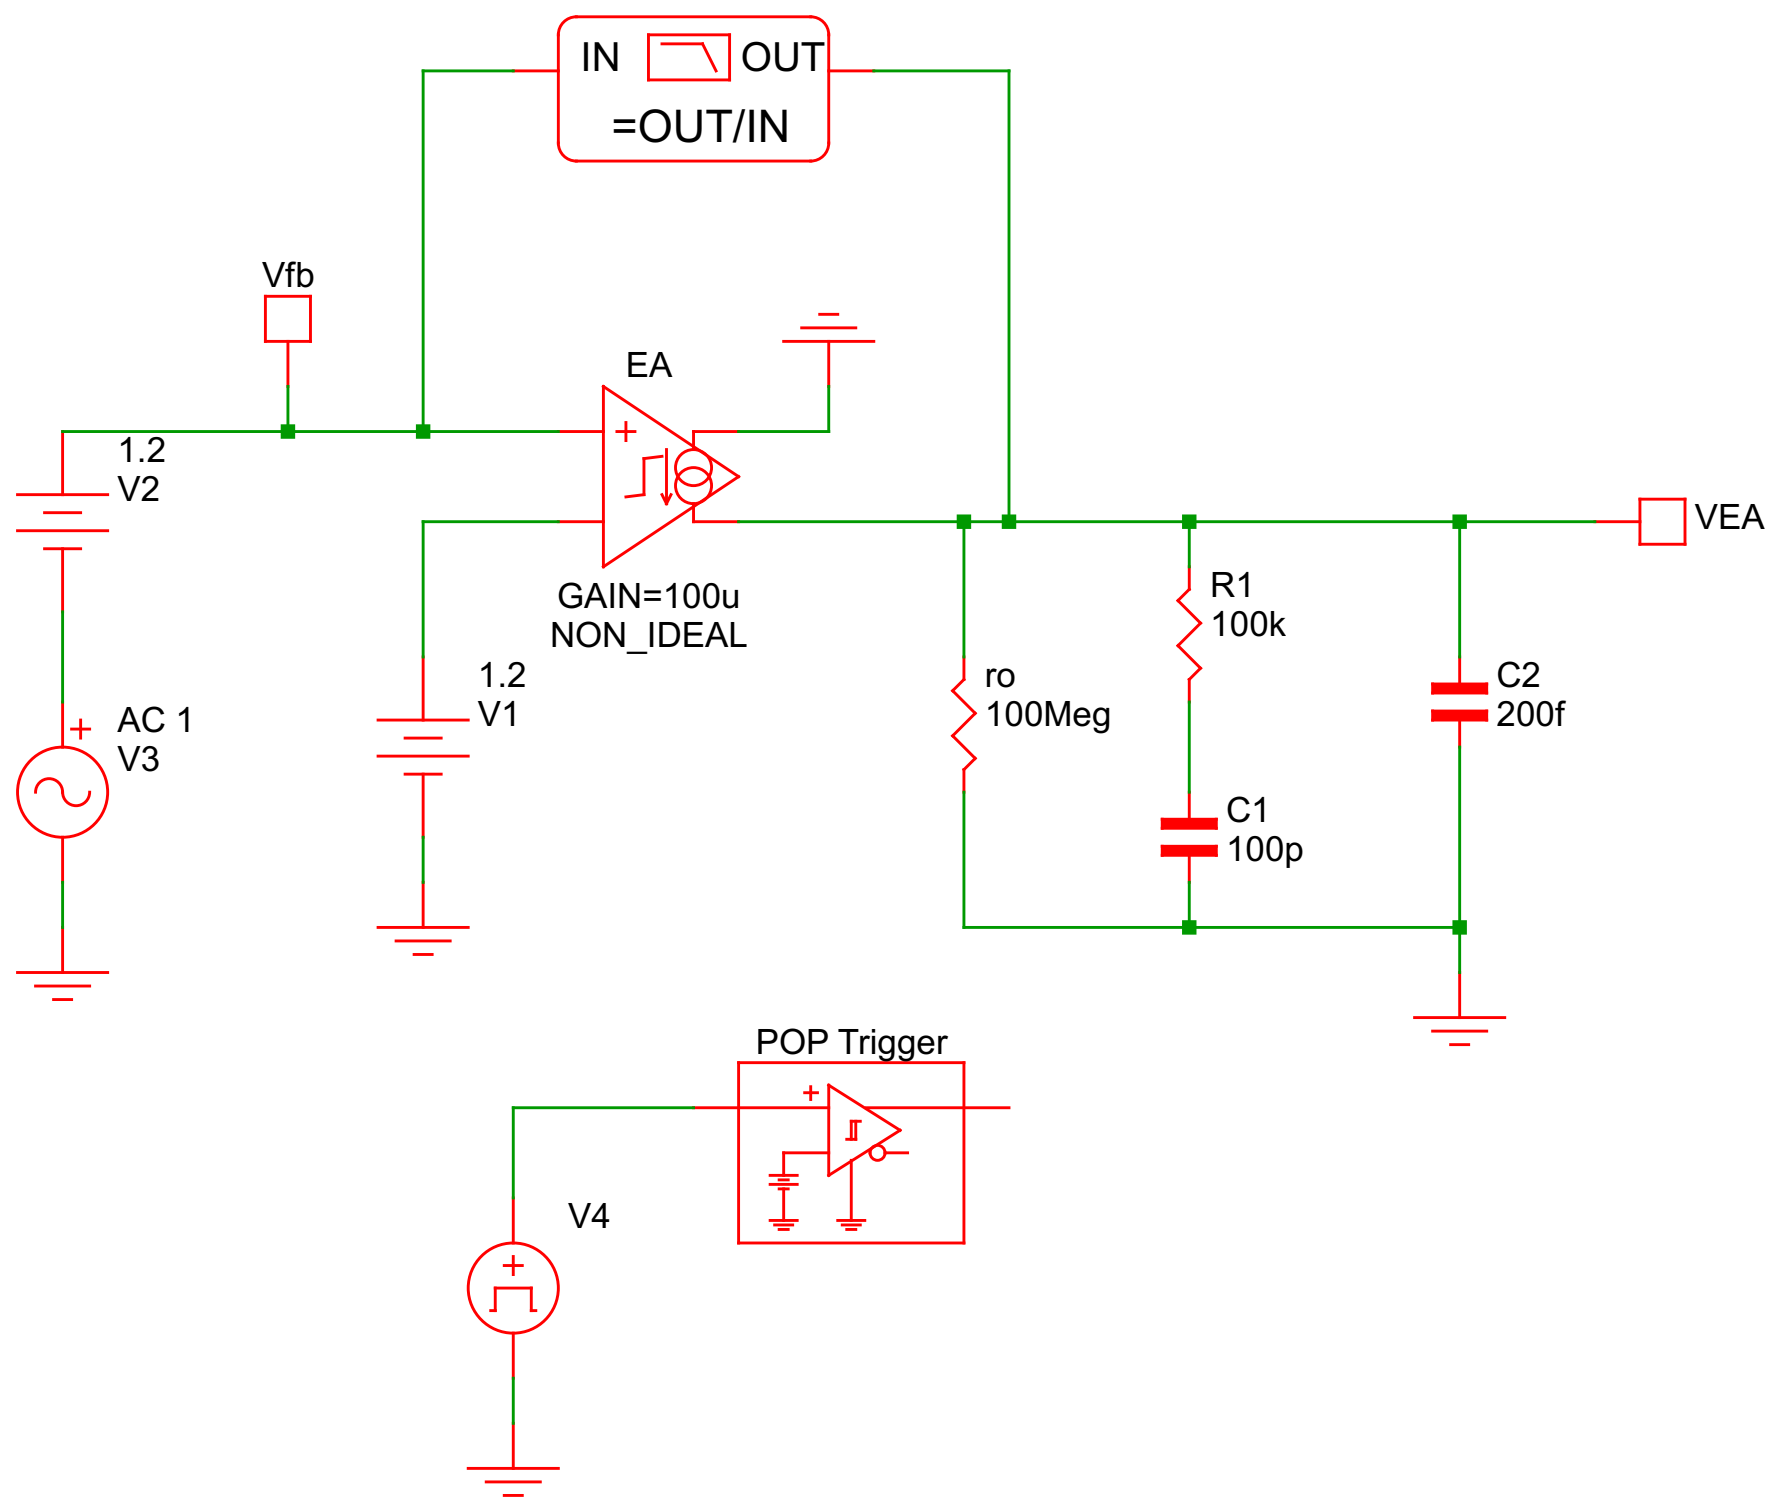 IN OUT
=OUT/IN
Vfb
EA
+
1.2
V2
GAIN=100u
NON_IDEAL
VEA
R1
100k
1.2
V1
ro
100Meg
C2
200f
+
AC 1
V3
C1
100p
POP Trigger
+
V4
+